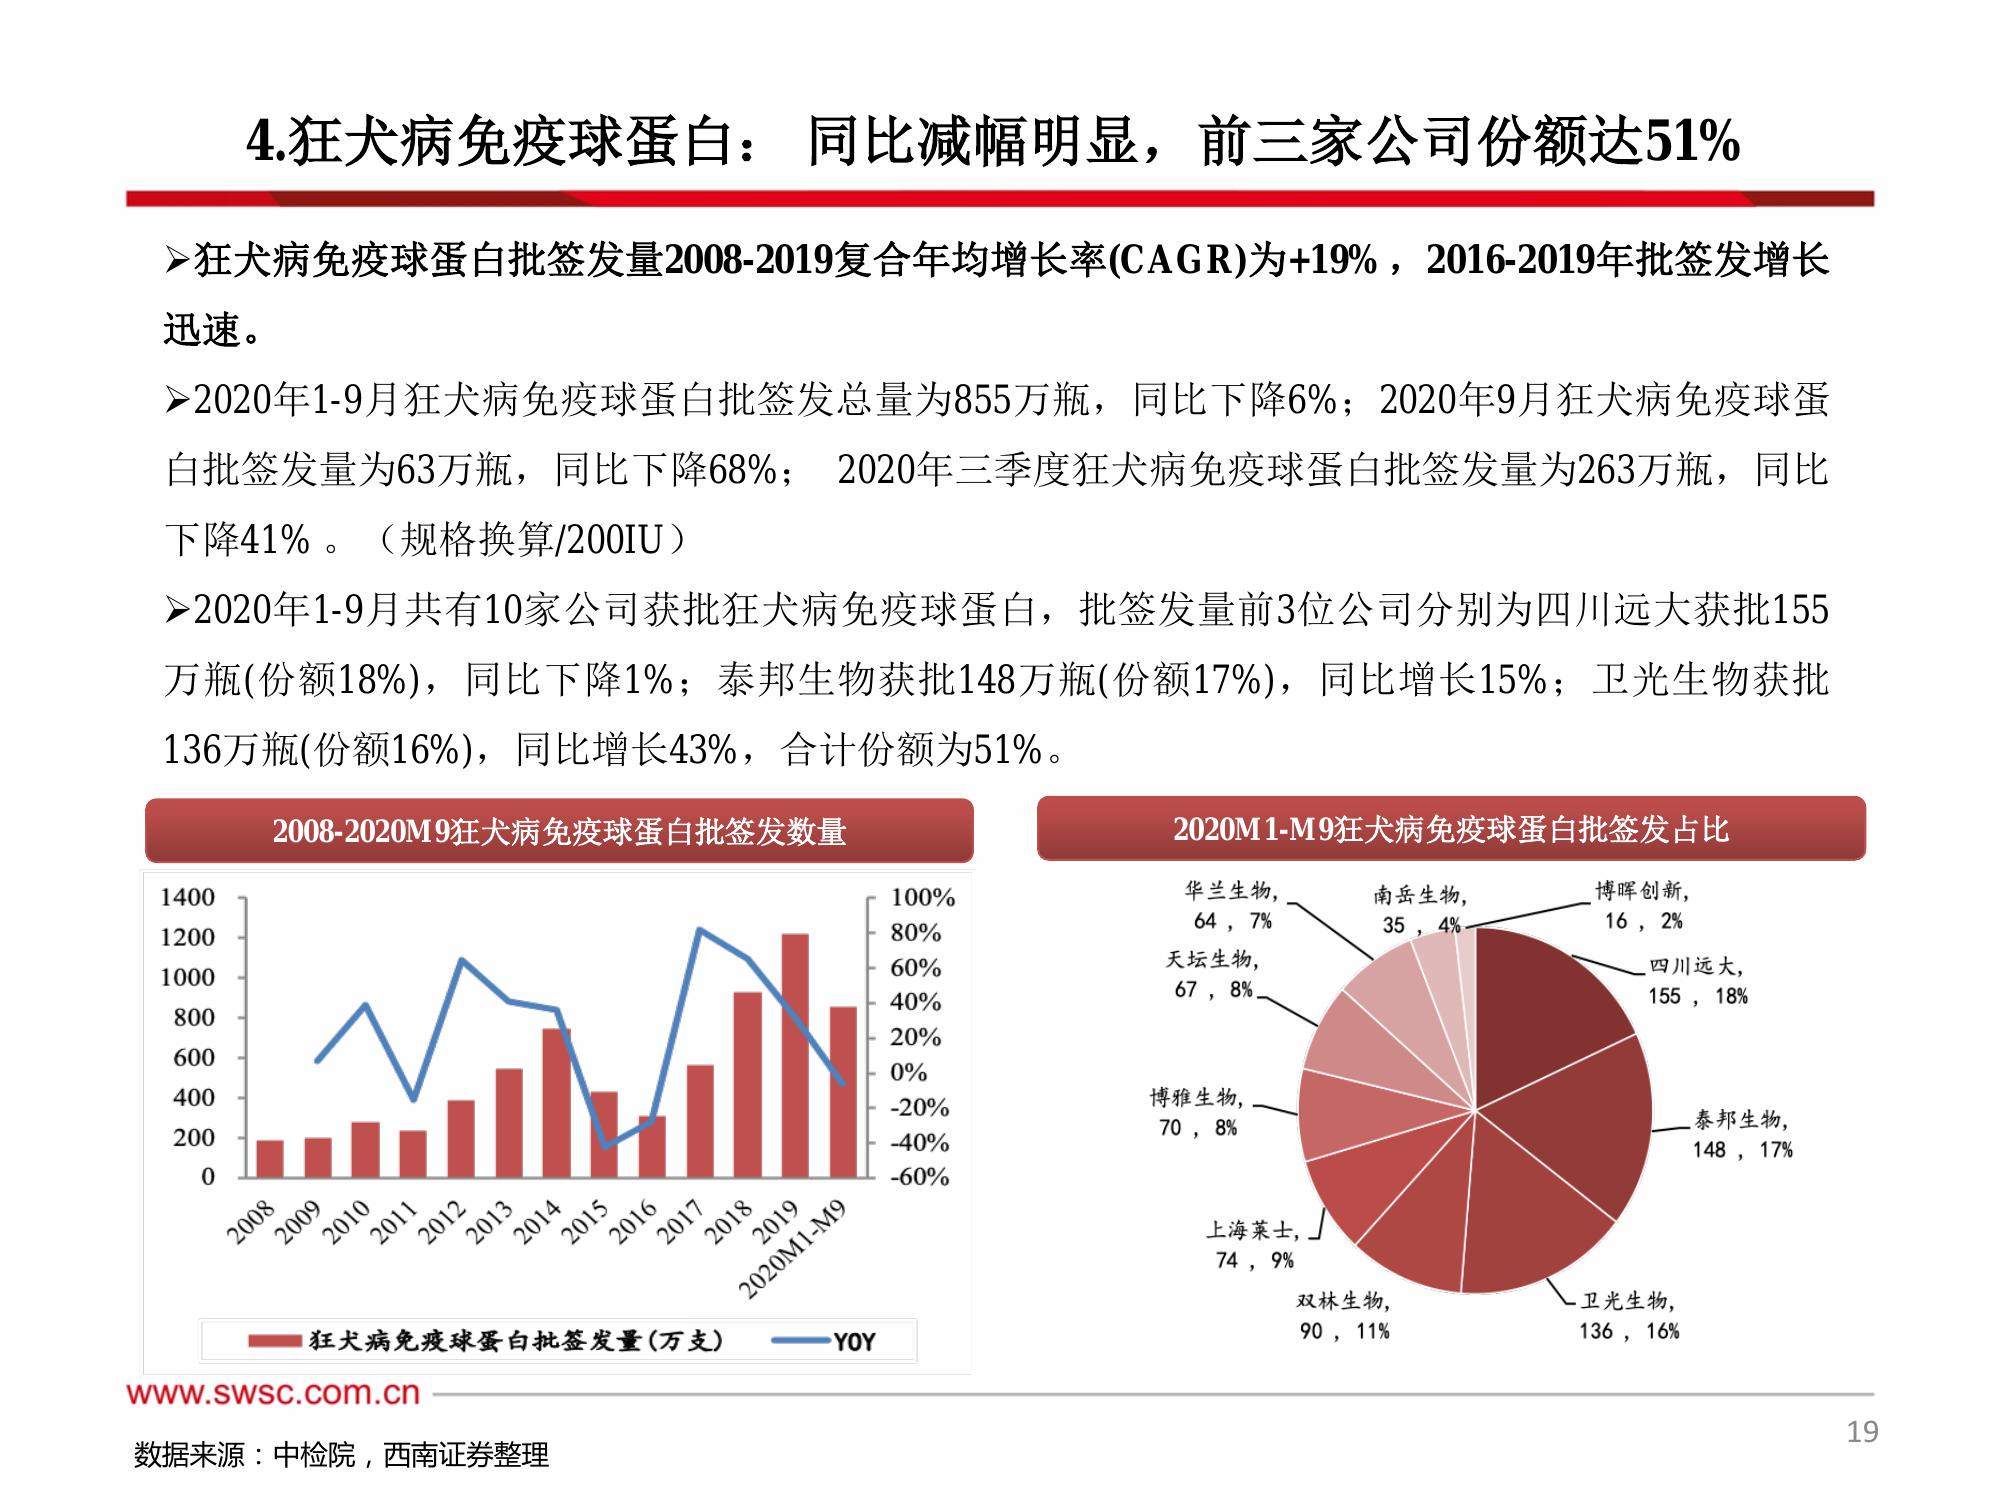 4.狂犬病免疫球蛋白： 同比减幅明显，前三家公司份额达51%
➢狂犬病免疫球蛋白批签发量2008-2019复合年均增长率(CAGR)为+19%，2016-2019年批签发增长
迅速。
➢2020年1-9月狂犬病免疫球蛋白批签发总量为855万瓶，同比下降6%；2020年9月狂犬病免疫球蛋
白批签发量为63万瓶，同比下降68%； 2020年三季度狂犬病免疫球蛋白批签发量为263万瓶，同比
下降41% 。（规格换算/200IU）
➢2020年1-9月共有10家公司获批狂犬病免疫球蛋白，批签发量前3位公司分别为四川远大获批155
万瓶(份额18%)，同比下降1%；泰邦生物获批148万瓶(份额17%)，同比增长15%；卫光生物获批
136万瓶(份额16%)，同比增长43%，合计份额为51%。
2008-2020M9狂犬病免疫球蛋白批签发数量
1400
1200
1000
800
600
400
200
0
100%
80%
60%
40%
20%
0%
-20%
-40%
-60%
2008
2009
2010
2011
2012
2013
2014
2015
2016
2017
2018
2019
2020M1-M9
狂犬病免疫球蛋白批签发量(万支)
YOY
2020M1-M9狂犬病免疫球蛋白批签发占比
华兰生物,
64 , 7%
南岳生物,
35 , 4%
博晖创新,
16 , 2%
天坛生物,
67 , 8%
四川远大,
155 , 18%
博雅生物,
70 , 8%
泰邦生物,
148 , 17%
上海莱士,
74 , 9%
双林生物,
90 , 11%
卫光生物,
136 , 16%
www.swsc.com.cn
19
数据来源：中检院，西南证券整理